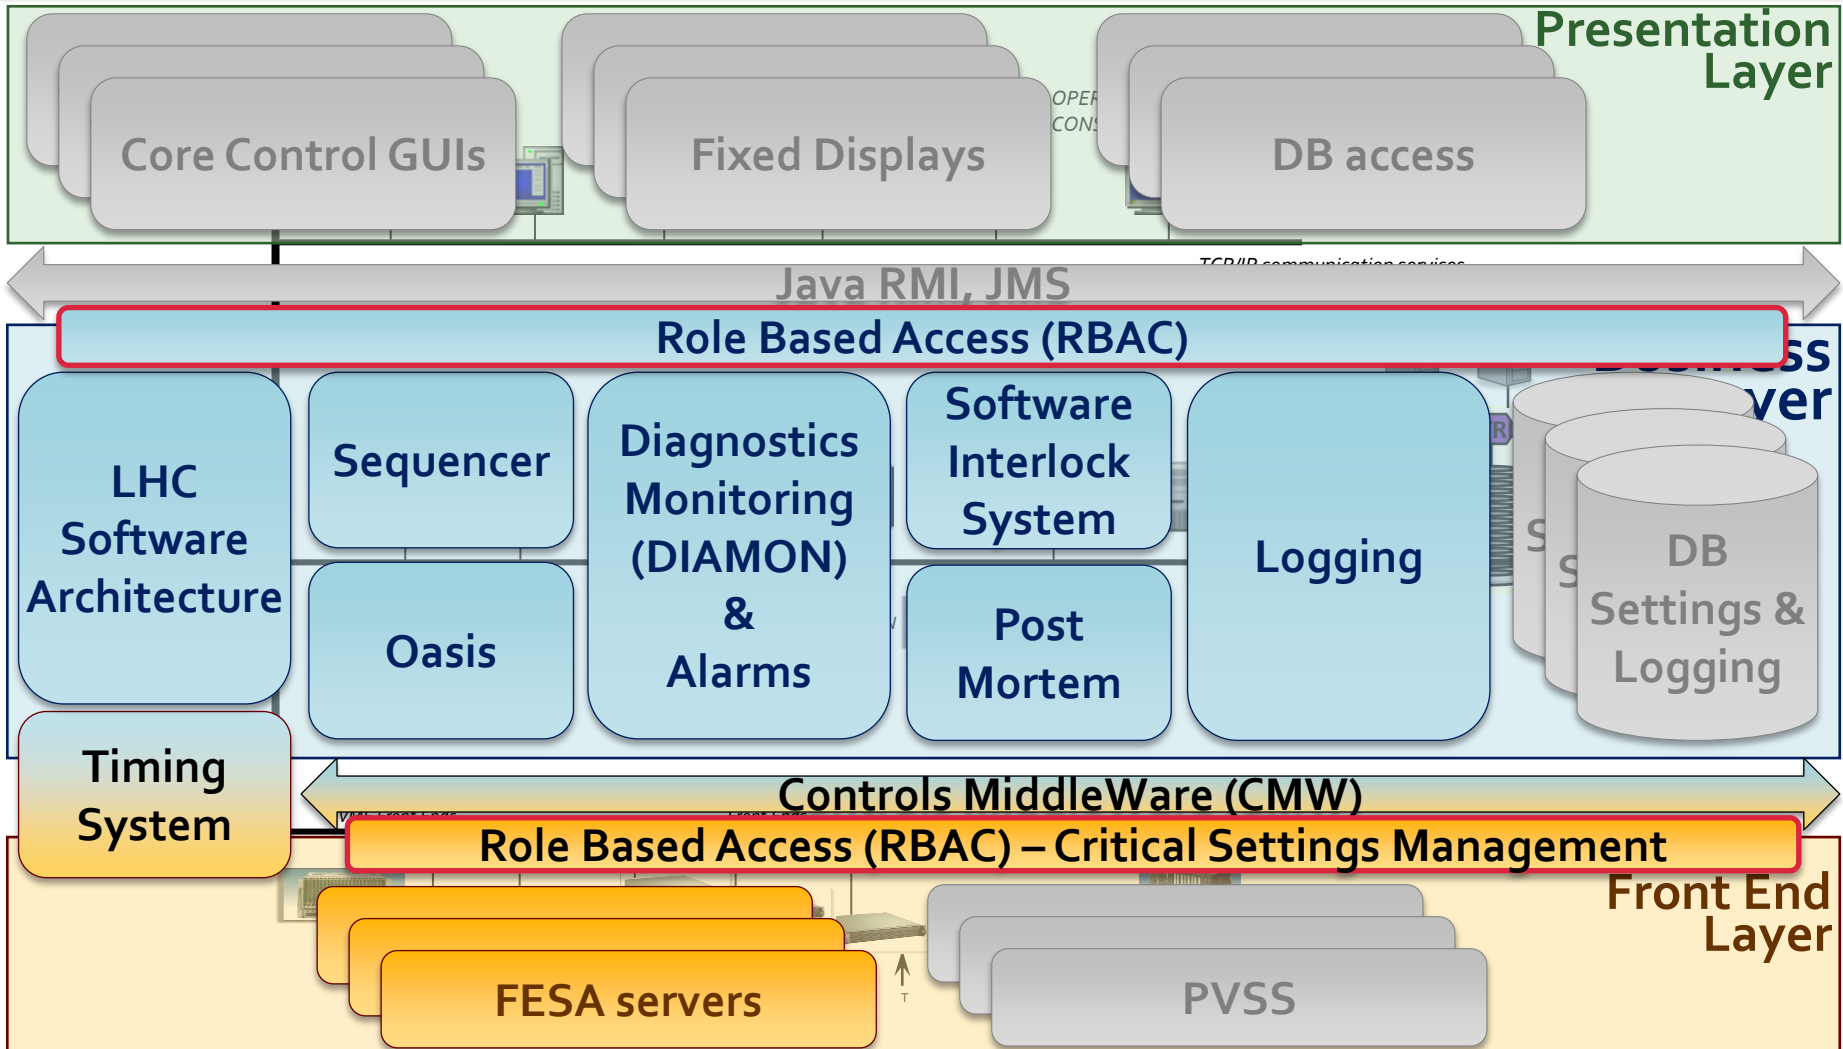 Presentation
Layer
Core Control GUIs
Fixed Displays
DB access
Java RMI, JMS
Role Based Access (RBAC)
LHC
Software
Architecture
Sequencer
Oasis
Diagnostics
Monitoring
(DIAMON)
&
Alarms
Software
Interlock
System
Post
Mortem
Logging
DB
Settings &
Logging
Timing
System
Controls MiddleWare (CMW)
Role Based Access (RBAC) – Critical Settings Management
Front End
Layer
FESA servers
T
PVSS